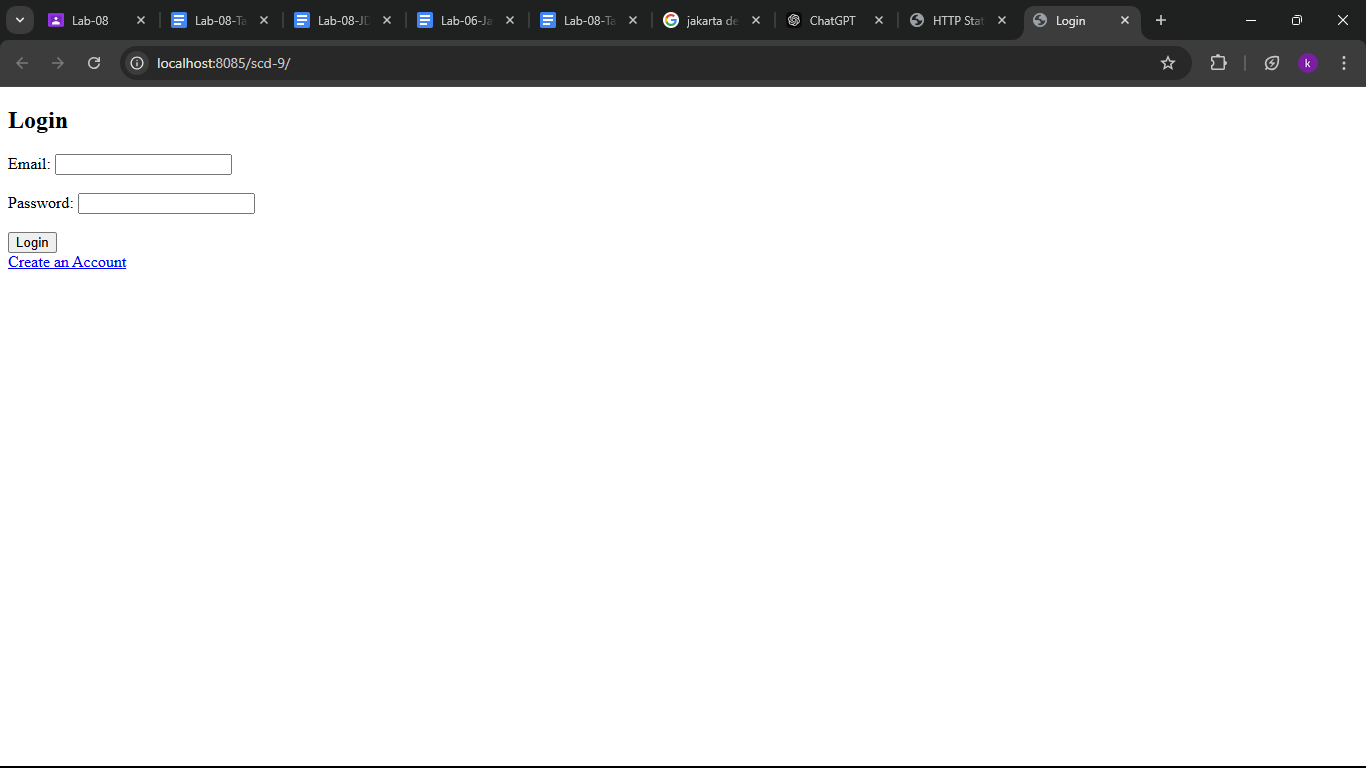 Lab-08
Lab-08-Ta
Lab-08-JD
Lab-06-Ja
Lab-08-Ta
jakarta de
ChatGPT
HTTP Stat
Login
localhost:8085/scd-9/
k
Login
Email:
Password:
Login
Create an Account